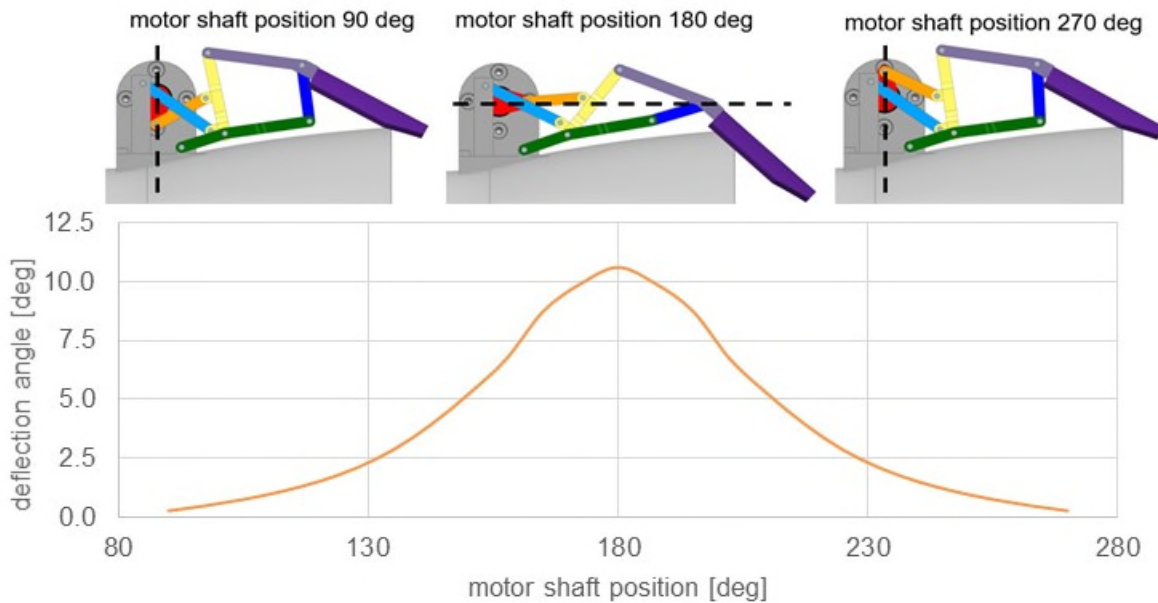 motor shaft position 90 deg
motor shaft position 180 deg
motor shaft position 270 deg
12.5
10.0
7.5
5.0
2.5
0.0
deflection angle [deg]
80
130
180
230
280
motor shaft position [deg]